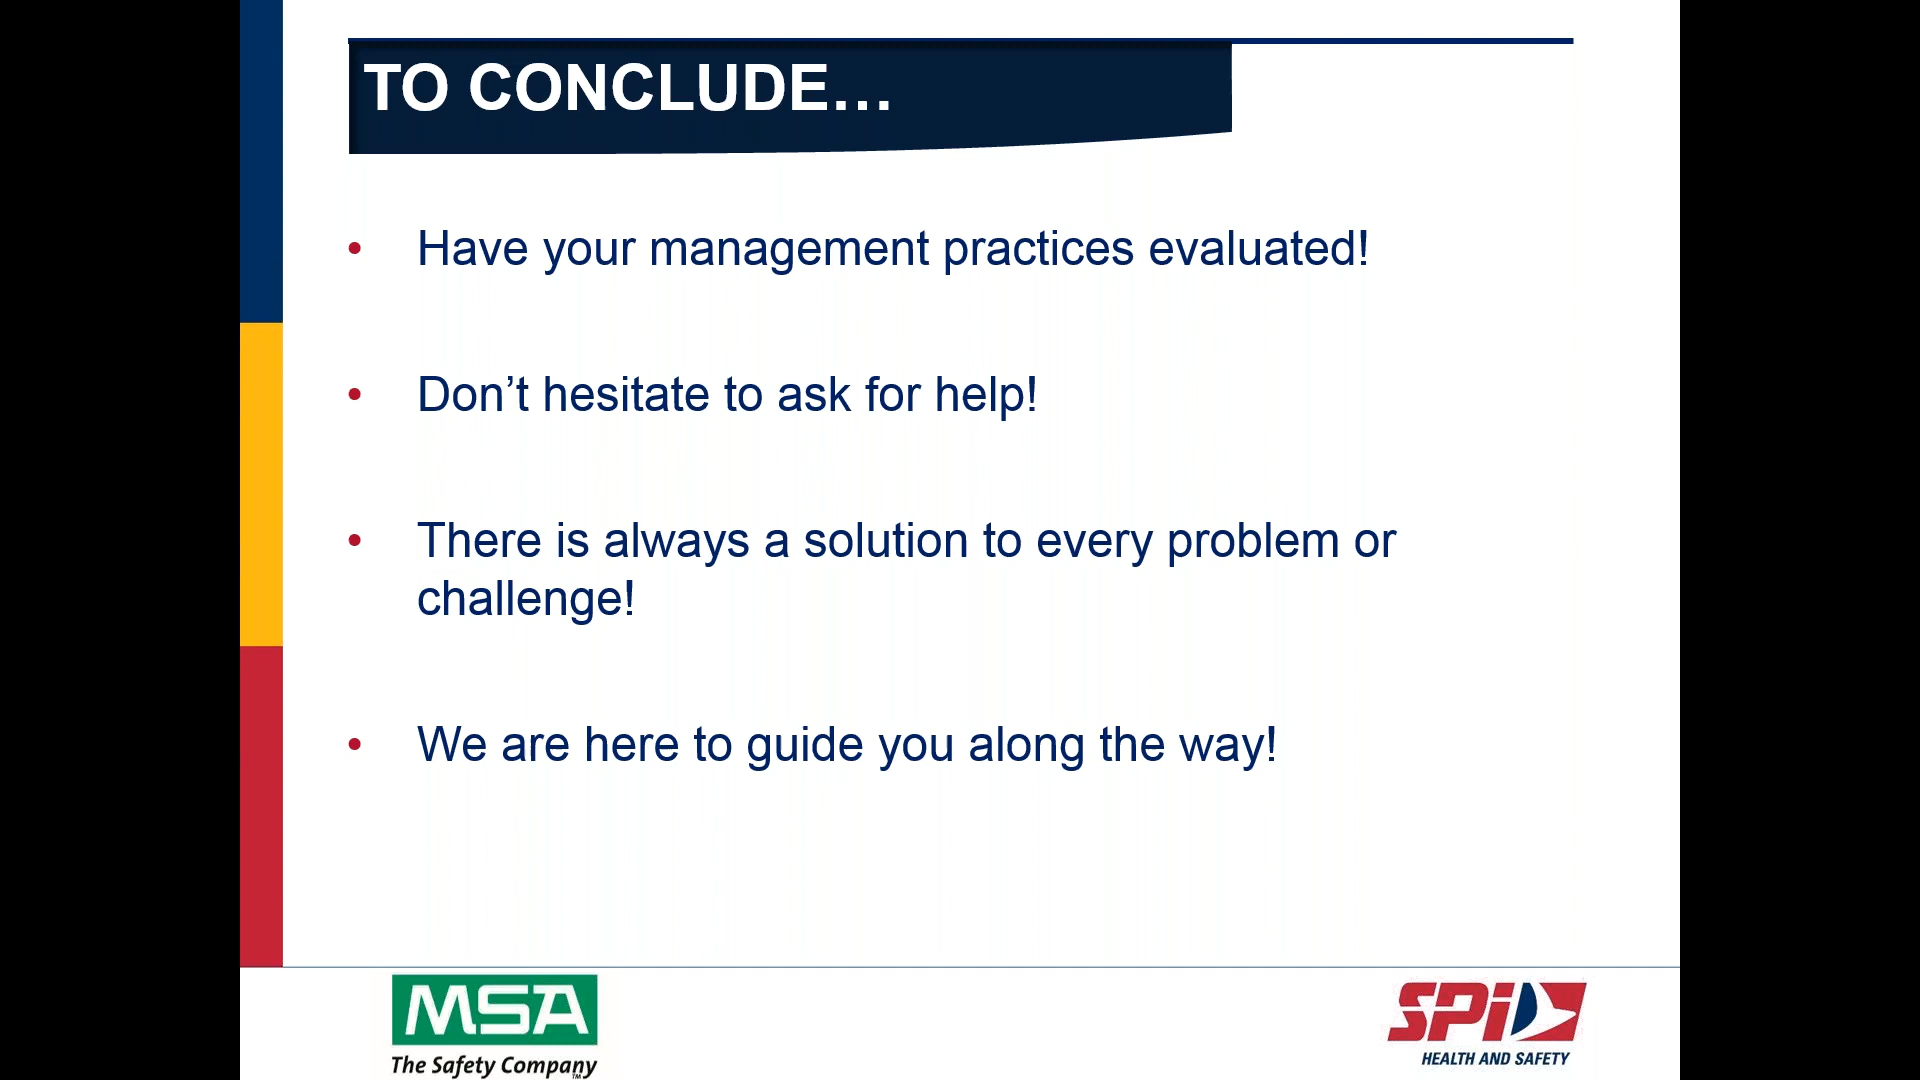 TO CONCLUDE…
• Have your management practices evaluated!
• Don’t hesitate to ask for help!
• There is always a solution to every problem or
challenge!
• We are here to guide you along the way!
MSA
The Safety Company™
SPi
HEALTH AND SAFETY